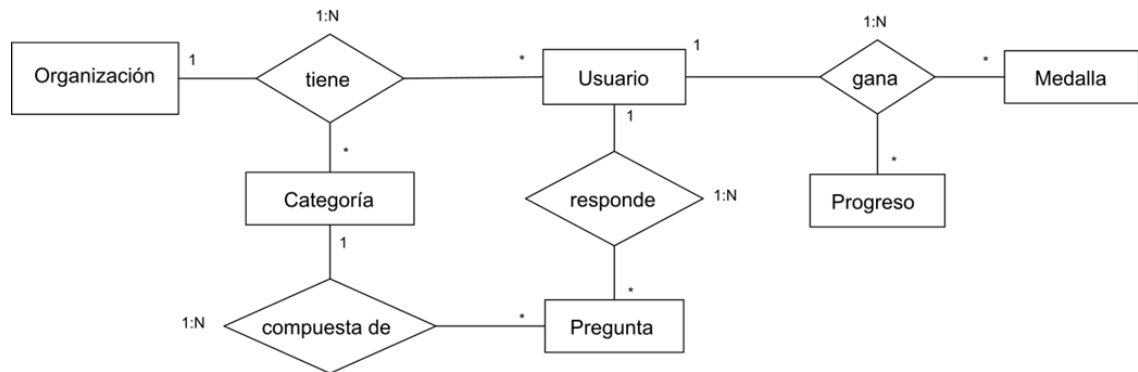 1:N
1:N
1
*
1
*
Organización
tiene
Usuario
gana
Medalla
1
*
*
Categoría
responde
1:N
Progreso
1
1:N
compuesta de
*
*
Pregunta